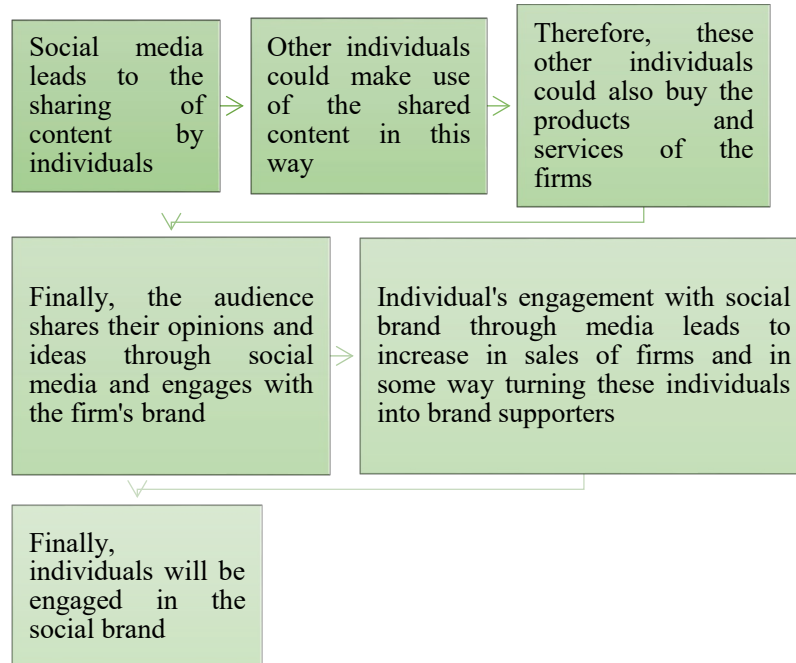 Social media
leads to the
sharing of
content by
individuals
Other individuals
could make use
of the shared
content in this
way
Therefore, these
other individuals
could also buy the
products and
services of the
firms
Finally, the audience
shares their opinions and
ideas through social
media and engages with
the firm's brand
Individual's engagement with social
brand through media leads to
increase in sales of firms and in
some way turning these individuals
into brand supporters
Finally,
individuals will be
engaged in the
social brand